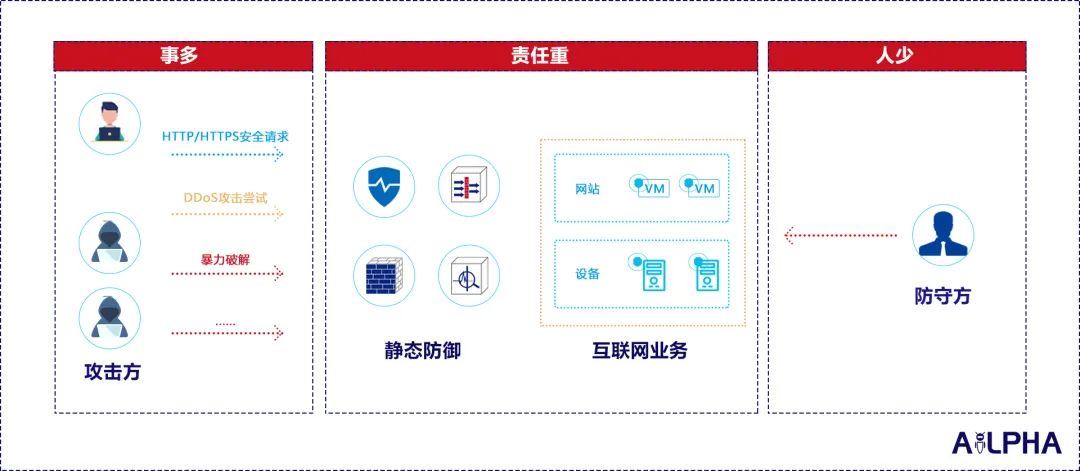 事多
责任重
人少
HTTP/HTTPS安全请求
DDoS攻击尝试
暴力破解
......
攻击方
静态防御
网站
VM
VM
设备
互联网业务
防守方
AiLPHA